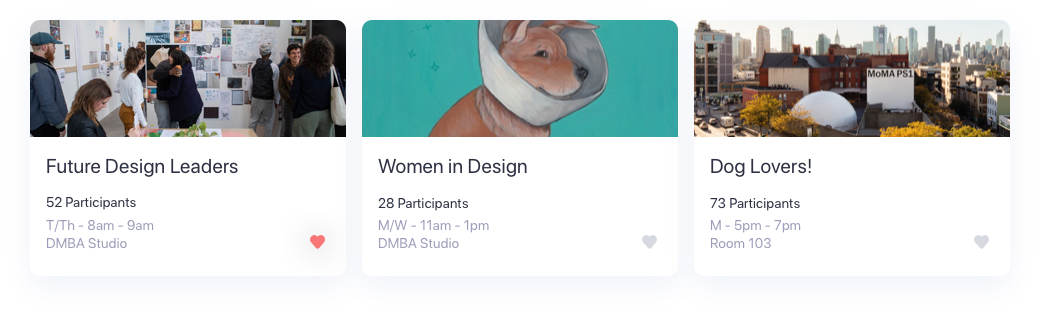 Future Design Leaders
52 Participants
T/Th - 8am - 9am
DMBA Studio
Women in Design
28 Participants
M/W - 11am - 1pm
DMBA Studio
MoMA PS1
Dog Lovers!
73 Participants
M - 5pm - 7pm
Room 103